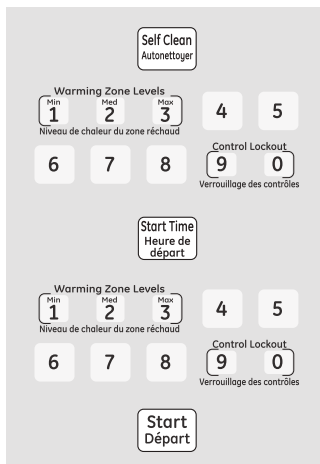 Self Clean
Autonettoyer
Warming Zone Levels
Min Med Max
1 2 3 4 5
Niveau de chaleur du zone réchaud
Control Lockout
6 7 8 9 0
Verrouillage des contrôles
Start Time
Heure de
départ
Warming Zone Levels
Min Med Max
1 2 3 4 5
Niveau de chaleur du zone réchaud
Control Lockout
6 7 8 9 0
Verrouillage des contrôles
Start
Départ